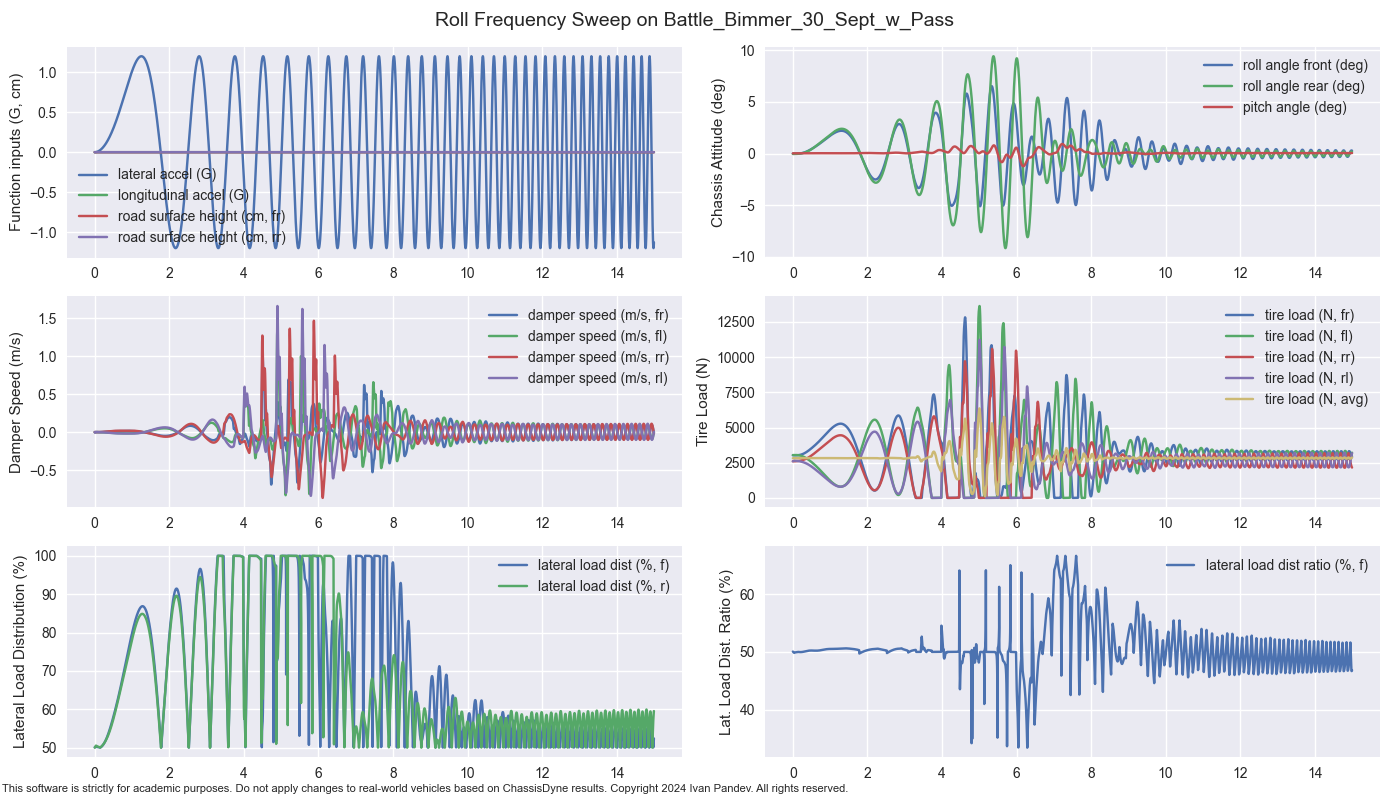 Roll Frequency Sweep on Battle_Bimmer_30_Sept_w_Pass
Function inputs (G, cm)
1.0
0.5
0.0
−0.5
−1.0
lateral accel (G)
longitudinal accel (G)
road surface height (cm, fr)
road surface height (cm, rr)
0 2 4 6 8 10 12 14
Chassis Attitude (deg)
10
5
0
−5
−10
roll angle front (deg)
roll angle rear (deg)
pitch angle (deg)
0 2 4 6 8 10 12 14
Damper Speed (m/s)
1.5
1.0
0.5
0.0
−0.5
damper speed (m/s, fr)
damper speed (m/s, fl)
damper speed (m/s, rr)
damper speed (m/s, rl)
0 2 4 6 8 10 12 14
Tire Load (N)
12500
10000
7500
5000
2500
0
tire load (N, fr)
tire load (N, fl)
tire load (N, rr)
tire load (N, rl)
tire load (N, avg)
0 2 4 6 8 10 12 14
Lateral Load Distribution (%)
100
90
80
70
60
50
lateral load dist (%, f)
lateral load dist (%, r)
0 2 4 6 8 10 12 14
Lat. Load Dist. Ratio (%)
60
50
40
lateral load dist ratio (%, f)
0 2 4 6 8 10 12 14
This software is strictly for academic purposes. Do not apply changes to real-world vehicles based on ChassisDyne results. Copyright 2024 Ivan Pandev. All rights reserved.